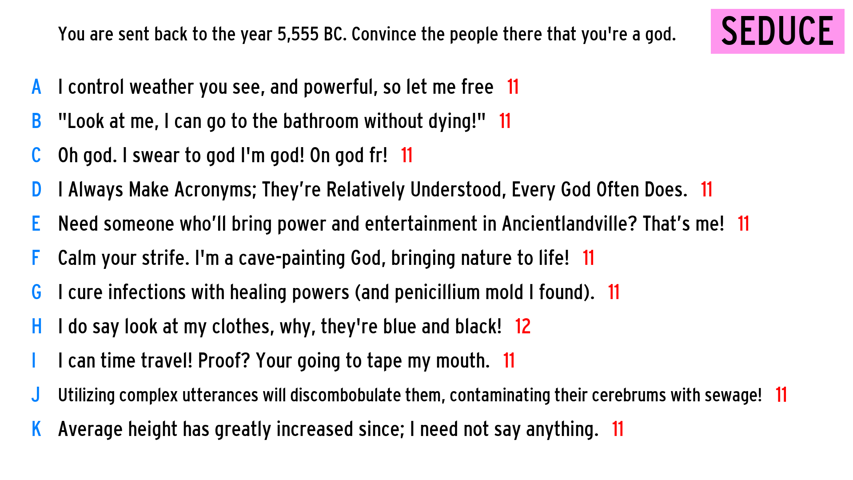 You are sent back to the year 5,555 BC. Convince the people there that you're a god.
SEDUCE
A I control weather you see, and powerful, so let me free 11
B "Look at me, I can go to the bathroom without dying!" 11
C Oh god. I swear to god I'm god! On god fr! 11
D I Always Make Acronyms; They’re Relatively Understood, Every God Often Does. 11
E Need someone who’ll bring power and entertainment in Ancientlandville? That’s me! 11
F Calm your strife. I'm a cave-painting God, bringing nature to life! 11
G I cure infections with healing powers (and penicillium mold I found). 11
H I do say look at my clothes, why, they're blue and black! 12
I I can time travel! Proof? Your going to tape my mouth. 11
J Utilizing complex utterances will discombobulate them, contaminating their cerebrums with sewage! 11
K Average height has greatly increased since; I need not say anything. 11